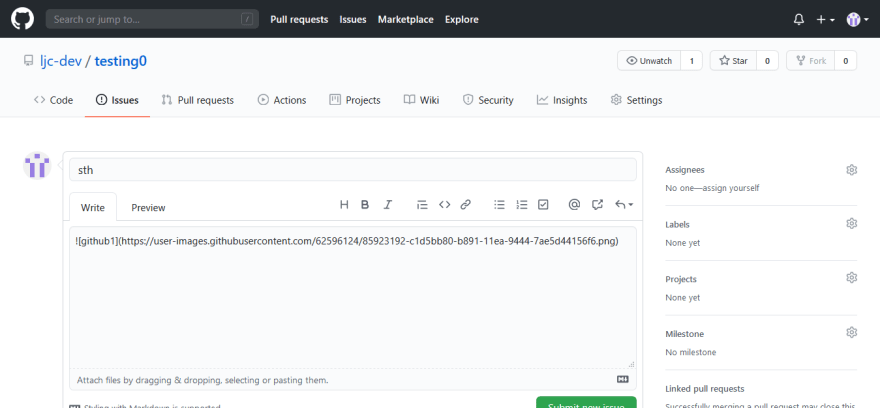 Search or jump to... /
Pull requests Issues Marketplace Explore
ljc-dev / testing0
Unwatch 1 Star 0 Fork 0
Code Issues Pull requests Actions Projects Wiki Security Insights Settings
sth
Write Preview
![github1](https://user-images.githubusercontent.com/62596124/85923192-c1d5bb80-b891-11ea-9444-7ae5d44156f6.png)
Attach files by dragging & dropping, selecting or pasting them.
Styling with Markdown is supported
Submit new issue
Assignees
No one—assign yourself
Labels
None yet
Projects
None yet
Milestone
No milestone
Linked pull requests
Successfully merging a pull request may close this